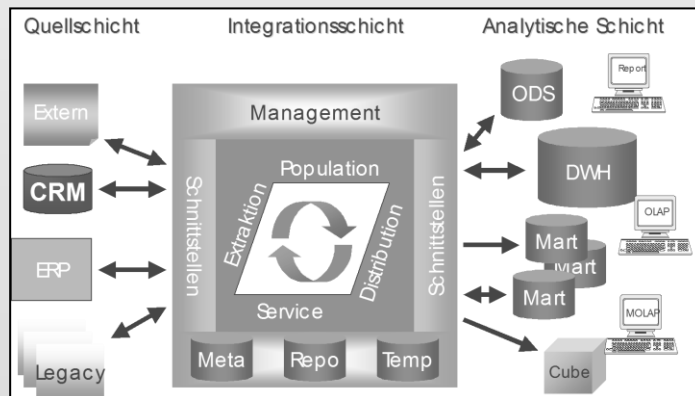 Quellschicht
Integrationsschicht
Analytische Schicht
Extern
CRM
ERP
Legacy
Management
Schnittstellen
Extraktion
Population
Distribution
Service
Schnittstellen
Meta
Repo
Temp
ODS
Report
DWH
OLAP
Mart
Mart
Mart
MOLAP
Cube